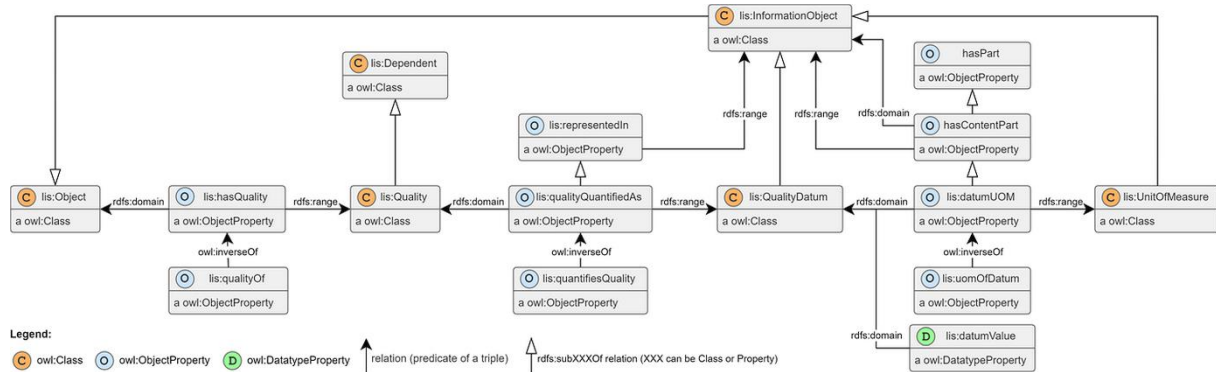 lis:InformationObject
a owl:Class
hasPart
a owl:ObjectProperty
lis:Dependent
a owl:Class
rdfs:range
rdfs:range
rdfs:domain
lis:representedIn
a owl:ObjectProperty
hasContentPart
a owl:ObjectProperty
lis:Object
a owl:Class
rdfs:domain
lis:hasQuality
a owl:ObjectProperty
rdfs:range
lis:Quality
a owl:Class
rdfs:domain
lis:qualityQuantifiedAs
a owl:ObjectProperty
rdfs:range
lis:QualityDatum
a owl:Class
rdfs:domain
lis:datumUOM
a owl:ObjectProperty
rdfs:range
lis:UnitOfMeasure
a owl:Class
owl:inverseOf
owl:inverseOf
owl:inverseOf
lis:qualityOf
a owl:ObjectProperty
lis:quantifiesQuality
a owl:ObjectProperty
lis:uomOfDatum
a owl:ObjectProperty
rdfs:domain
lis:datumValue
a owl:DatatypeProperty
Legend:
owl:Class
owl:ObjectProperty
owl:DatatypeProperty
relation (predicate of a triple)
rdfs:subXXXOf relation (XXX can be Class or Property)